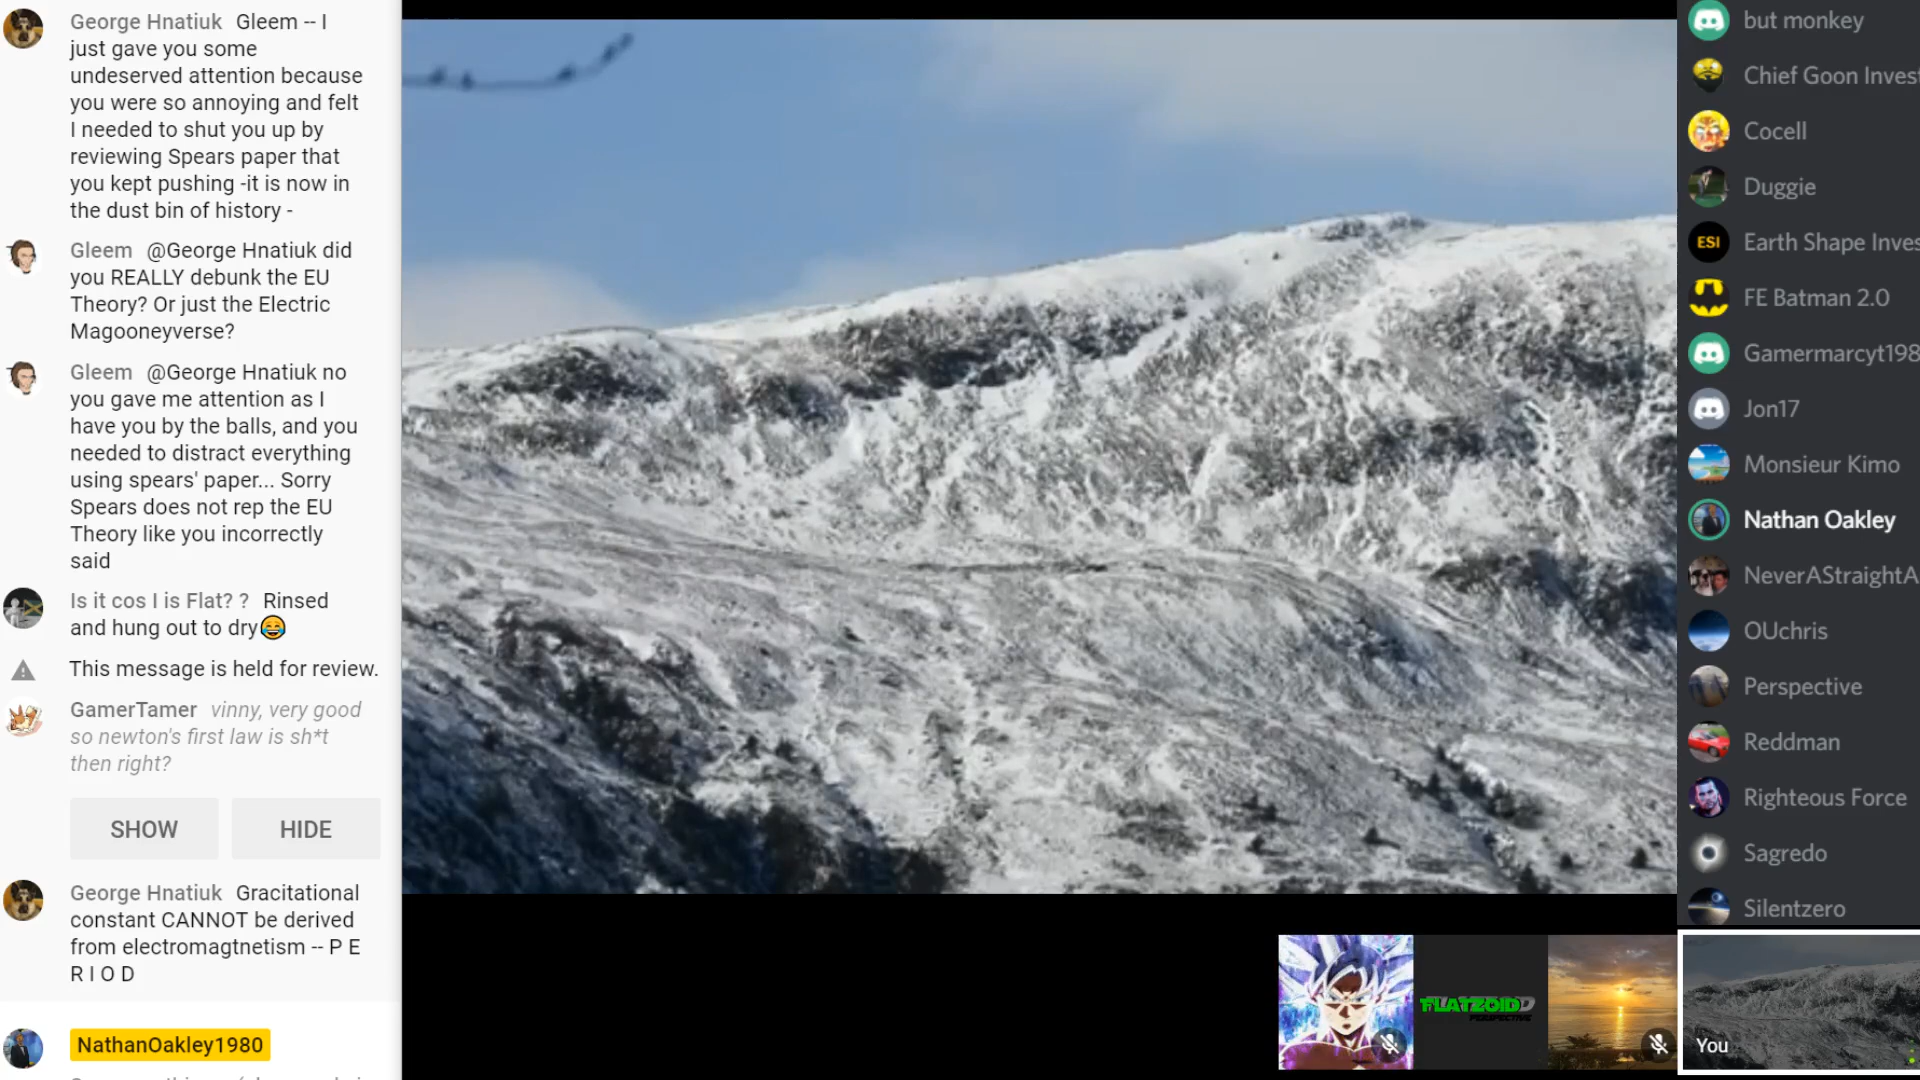 George Hnatiuk Gleem -- I
just gave you some
undeserved attention because
you were so annoying and felt
I needed to shut you up by
reviewing Spears paper that
you kept pushing -it is now in
the dust bin of history -
Gleem @George Hnatiuk did
you REALLY debunk the EU
Theory? Or just the Electric
Magooneyverse?
Gleem @George Hnatiuk no
you gave me attention as I
have you by the balls, and you
needed to distract everything
using spears' paper... Sorry
Spears does not rep the EU
Theory like you incorrectly
said
Is it cos I is Flat? ? Rinsed
and hung out to dry😂
This message is held for review.
GamerTamer vinny, very good
so newton's first law is sh*t
then right?
SHOW HIDE
George Hnatiuk Gracitational
constant CANNOT be derived
from electromagtnetism -- P E
R I O D
NathanOakley1980
but monkey
Chief Goon Inves
Cocell
Duggie
ESI Earth Shape Inves
FE Batman 2.0
Gamermarcyt198
Jon17
Monsieur Kimo
Nathan Oakley
NeverAStraightA
OUchris
Perspective
Reddman
Righteous Force
Sagredo
Silentzero
FLATZOID
PERSPECTIVE
You